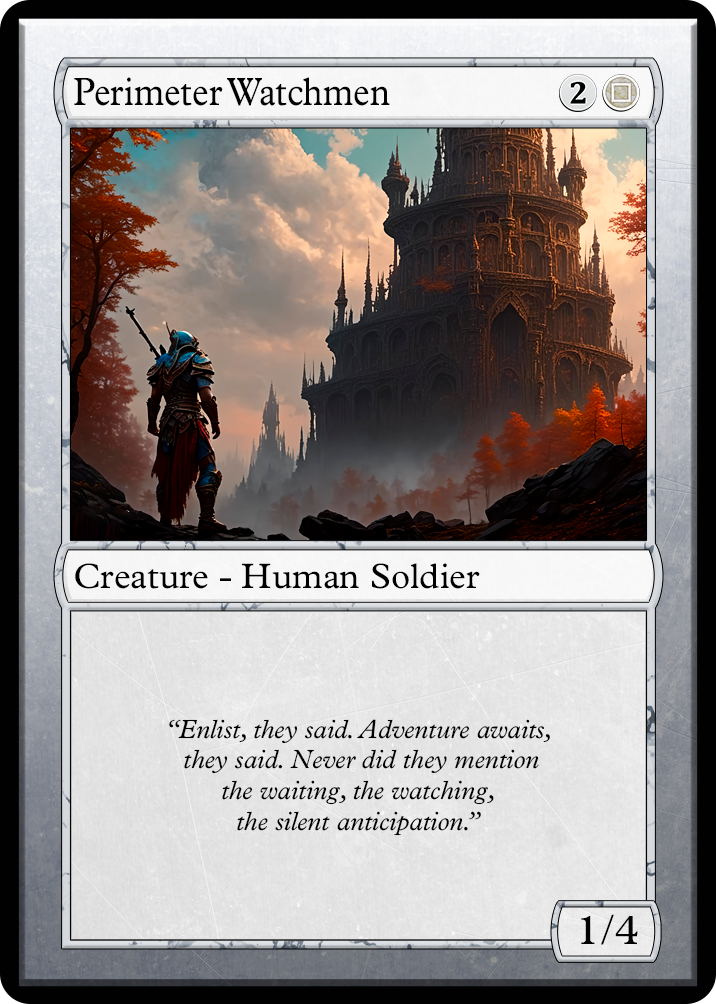 Perimeter Watchmen 2
Creature - Human Soldier
“Enlist, they said. Adventure awaits,
they said. Never did they mention
the waiting, the watching,
the silent anticipation.”
1/4